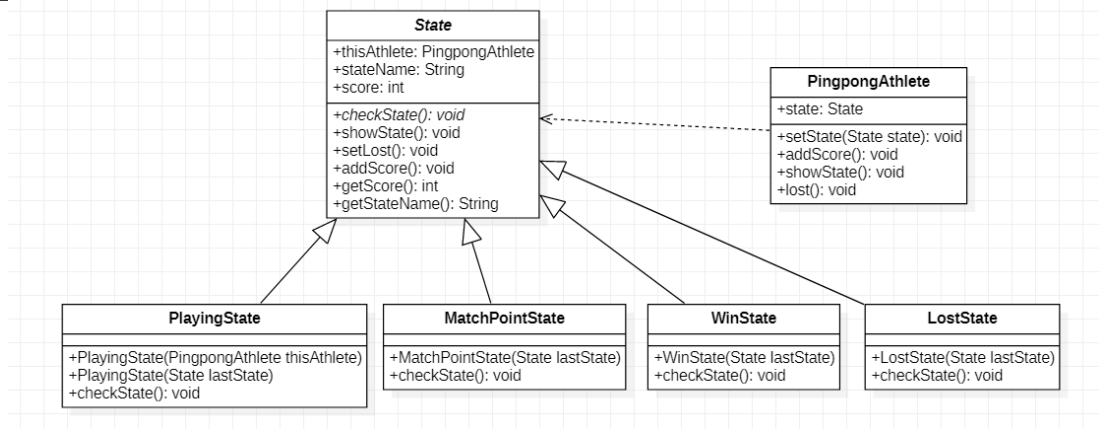 State
+thisAthlete: PingpongAthlete
+stateName: String
+score: int
+checkState(): void
+showState(): void
+setLost(): void
+addScore(): void
+getScore(): int
+getStateName(): String
PingpongAthlete
+state: State
+setState(State state): void
+addScore(): void
+showState(): void
+lost(): void
PlayingState
+PlayingState(PingpongAthlete thisAthlete)
+PlayingState(State lastState)
+checkState(): void
MatchPointState
+MatchPointState(State lastState)
+checkState(): void
WinState
+WinState(State lastState)
+checkState(): void
LostState
+LostState(State lastState)
+checkState(): void